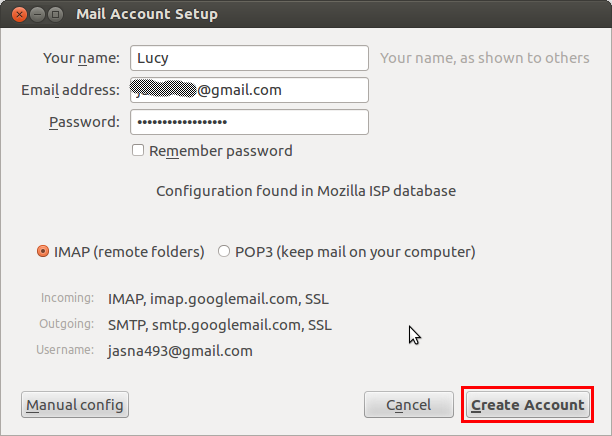 Mail Account Setup
Your name: Lucy Your name, as shown to others
Email address: @gmail.com
Password: ••••••••••••••••••
Remember password
Configuration found in Mozilla ISP database
IMAP (remote folders) POP3 (keep mail on your computer)
Incoming: IMAP, imap.googlemail.com, SSL
Outgoing: SMTP, smtp.googlemail.com, SSL
Username: jasna493@gmail.com
Manual config Cancel Create Account